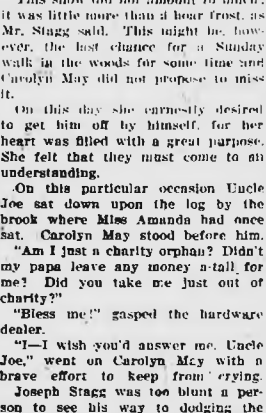 This snow did not amount to much;
it was little more than a hoar frost, as
Mr. Stagg said. This might be, how-
ever, the last chance for a Sunday
walk in the woods for some time and
Carolyn May did not propose to miss
it.
On this day she earnestly desired
to get him off by himself, for her
heart was filled with a great purpose.
She felt that they must come to an
understanding.
On this particular occasion Uncle
Joe sat down upon the log by the
brook where Miss Amanda had once
sat. Carolyn May stood before him.
"Am I just a charity orphan? Didn't
my papa leave any money a-tall for
me? Did you take me just out of
charity?"
"Bless me!" gasped the hardware
dealer.
"I—I wish you'd answer me, Uncle
Joe," went on Carolyn May with a
brave effort to keep from crying.
Joseph Stagg was too blunt a per-
son to see his way to dodging the